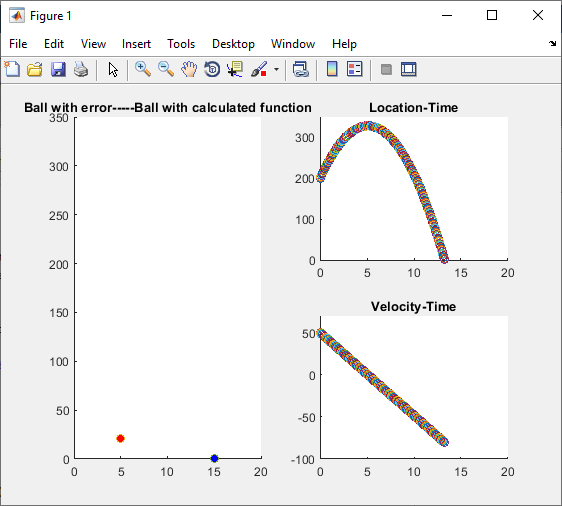 Figure 1
File Edit View Insert Tools Desktop Window Help
Ball with error-----Ball with calculated function
350
300
250
200
150
100
50
0
0 5 10 15 20
Location-Time
300
200
100
0
0 5 10 15 20
Velocity-Time
50
0
-50
-100
0 5 10 15 20